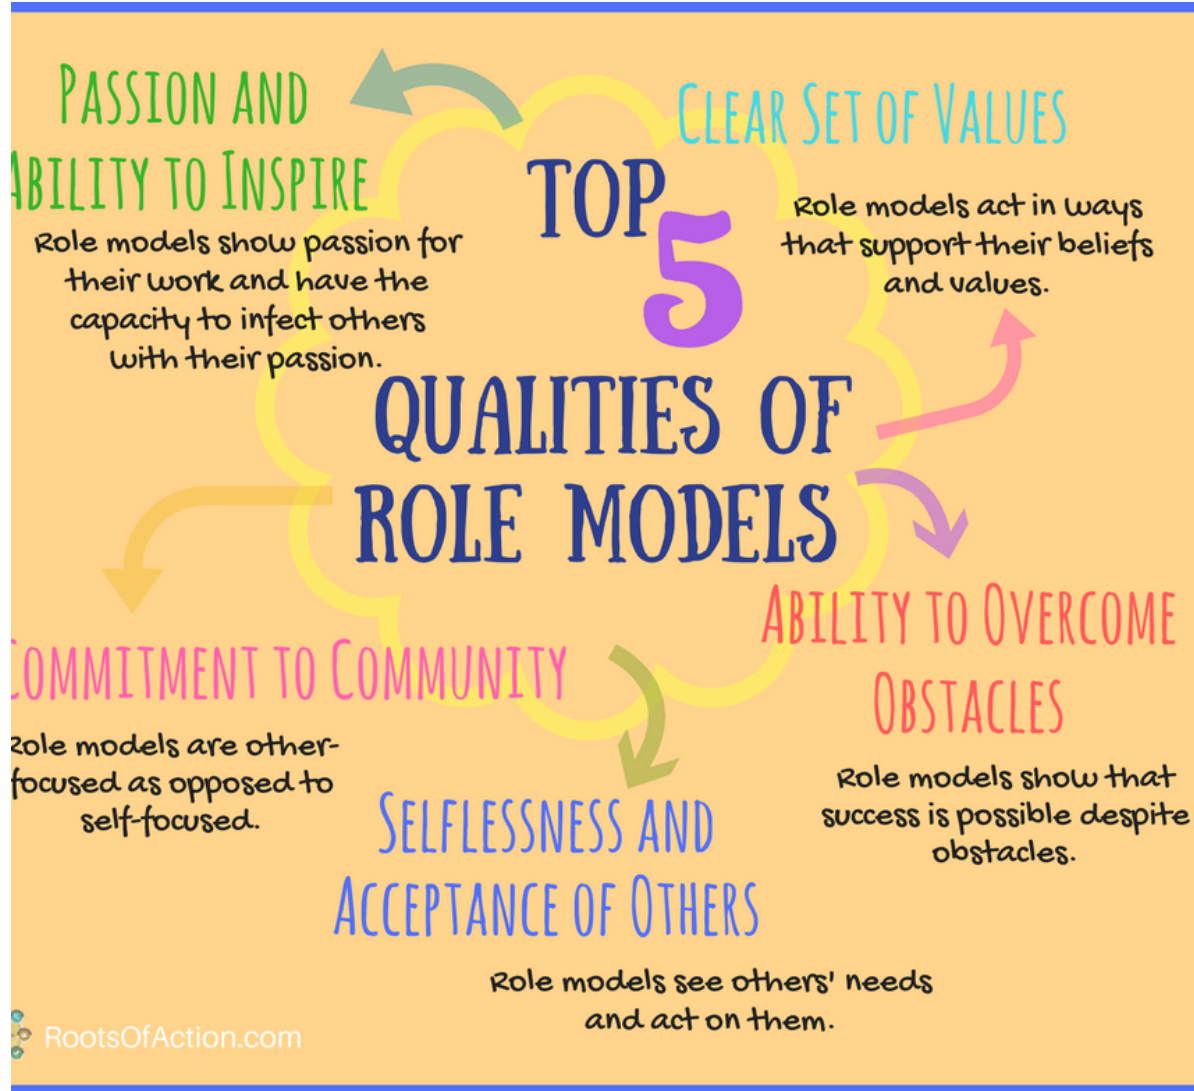 TOP
5
QUALITIES OF
ROLE MODELS
PASSION AND
ABILITY TO INSPIRE
Role models show passion for
their work and have the
capacity to infect others
with their passion.
CLEAR SET OF VALUES
Role models act in ways
that support their beliefs
and values.
ABILITY TO OVERCOME
OBSTACLES
Role models show that
success is possible despite
obstacles.
SELFLESSNESS AND
ACCEPTANCE OF OTHERS
Role models see others' needs
and act on them.
COMMITMENT TO COMMUNITY
Role models are other-
focused as opposed to
self-focused.
RootsOfAction.com